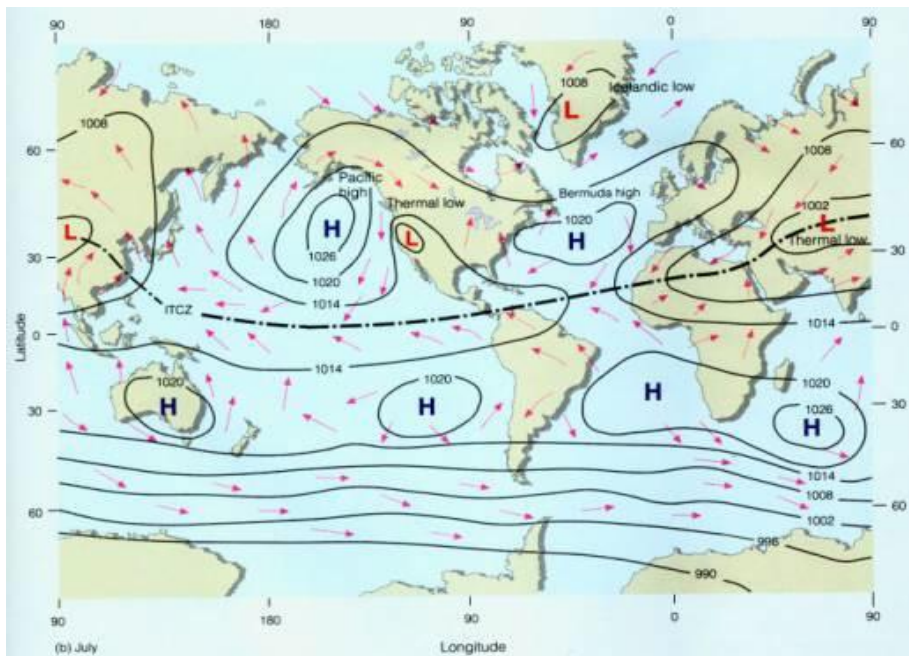 90
180
90
0
90
1008
Icelandic low
L
1008
60
60
1008
Pacific
high
Thermal low
Bermuda high
1002
1020
L
H
L
H
L
Thermal low
30
1026
30
1020
1014
ITCZ
Latitude
0
1014
0
1014
1020
1020
1020
H
H
H
30
1026
30
H
1014
1008
60
1002
60
996
990
90
180
90
0
90
(b) July
Longitude